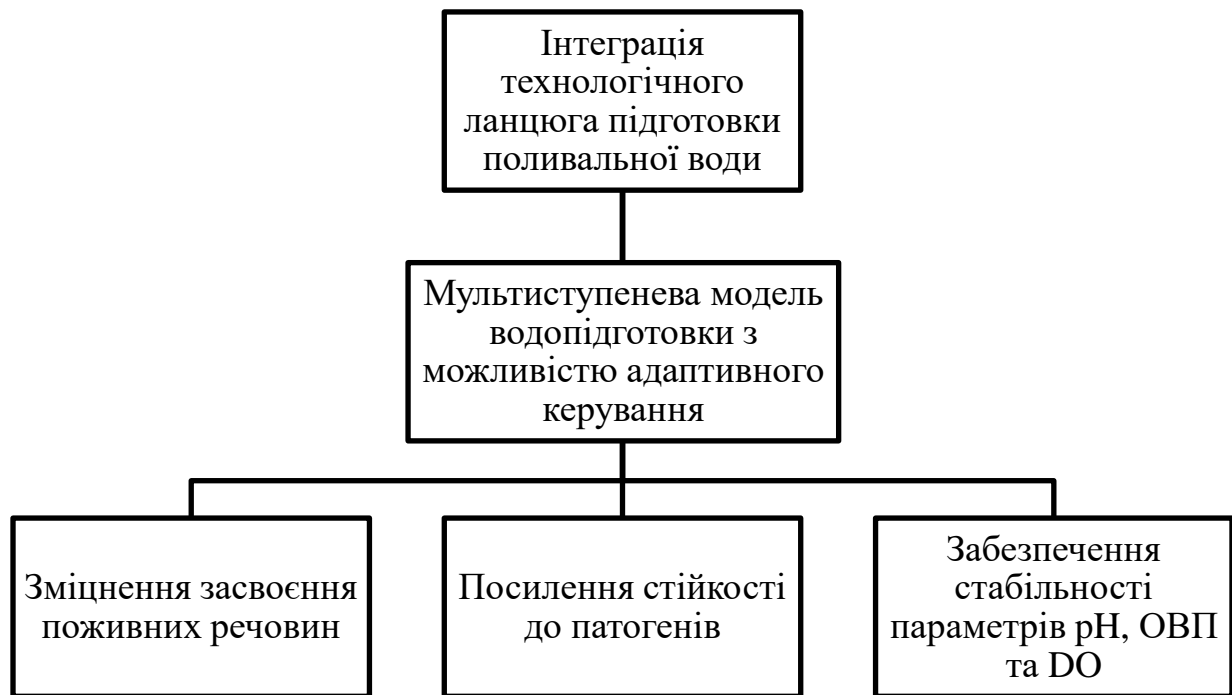 Інтеграція
технологічного
ланцюга підготовки
поливальної води
Мультиступенева модель
водопідготовки з
можливістю адаптивного
керування
Зміцнення засвоєння
поживних речовин
Посилення стійкості
до патогенів
Забезпечення
стабільності
параметрів pH, ОВП
та DO